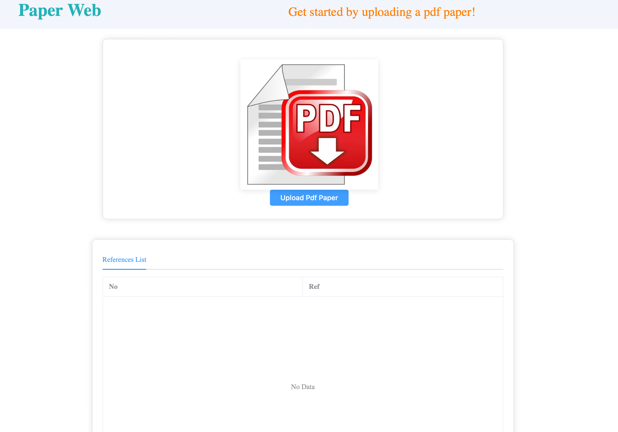 Paper Web
Get started by uploading a pdf paper!
PDF
Upload Pdf Paper
References List
No
Ref
No Data